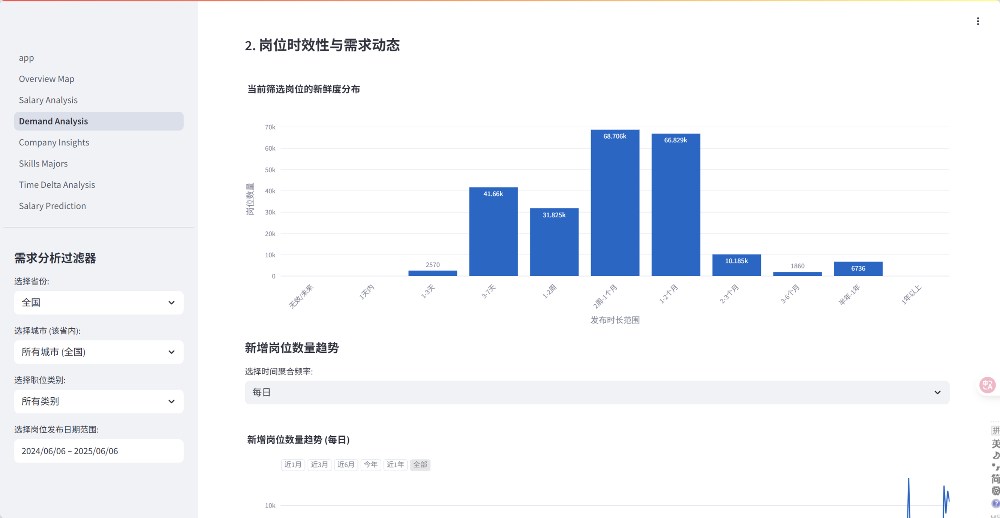 app
Overview Map
Salary Analysis
Demand Analysis
Company Insights
Skills Majors
Time Delta Analysis
Salary Prediction
需求分析过滤器
选择省份:
全国
选择城市 (该省内):
所有城市 (全国)
选择职位类别:
所有类别
选择岗位发布日期范围:
2024/06/06 – 2025/06/06
2. 岗位时效性与需求动态
当前筛选岗位的新鲜度分布
岗位数量
70k
60k
50k
40k
30k
20k
10k
0
2570
41.66k
31.825k
68.706k
66.829k
10.185k
1860
6736
无效/未来
1天内
1-3天
3-7天
1-2周
2周-1个月
1-2个月
2-3个月
3-6个月
半年-1年
1年以上
发布时长范围
新增岗位数量趋势
选择时间聚合频率:
每日
新增岗位数量趋势 (每日)
近1月 近3月 近6月 今年 近1年 全部
10k
中A
拼
英
简
?